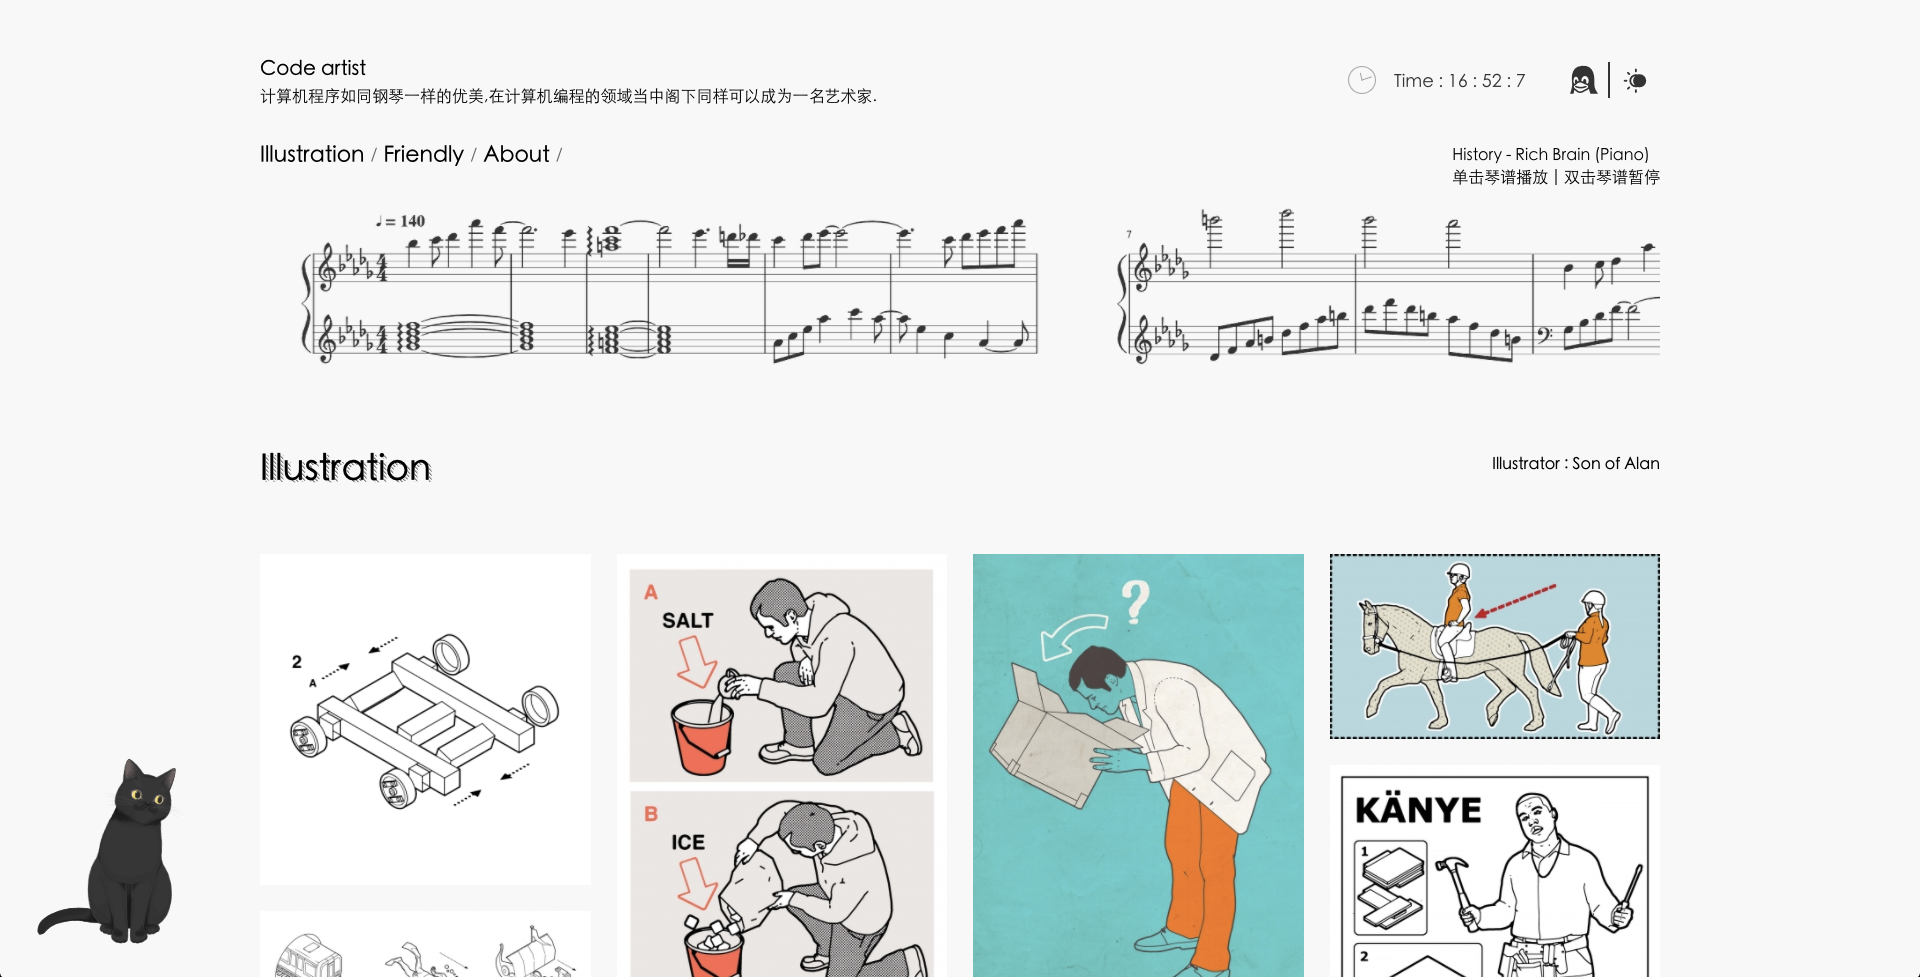 Code artist
计算机程序如同钢琴一样的优美,在计算机编程的领域当中阁下同样可以成为一名艺术家.
Time : 16 : 52 : 7
Illustration / Friendly / About /
History - Rich Brain (Piano)
单击琴谱播放 | 双击琴谱暂停
♩ = 140
7
Illustration
Illustrator : Son of Alan
2
A
A
SALT
B
ICE
?
KÄNYE
1
2